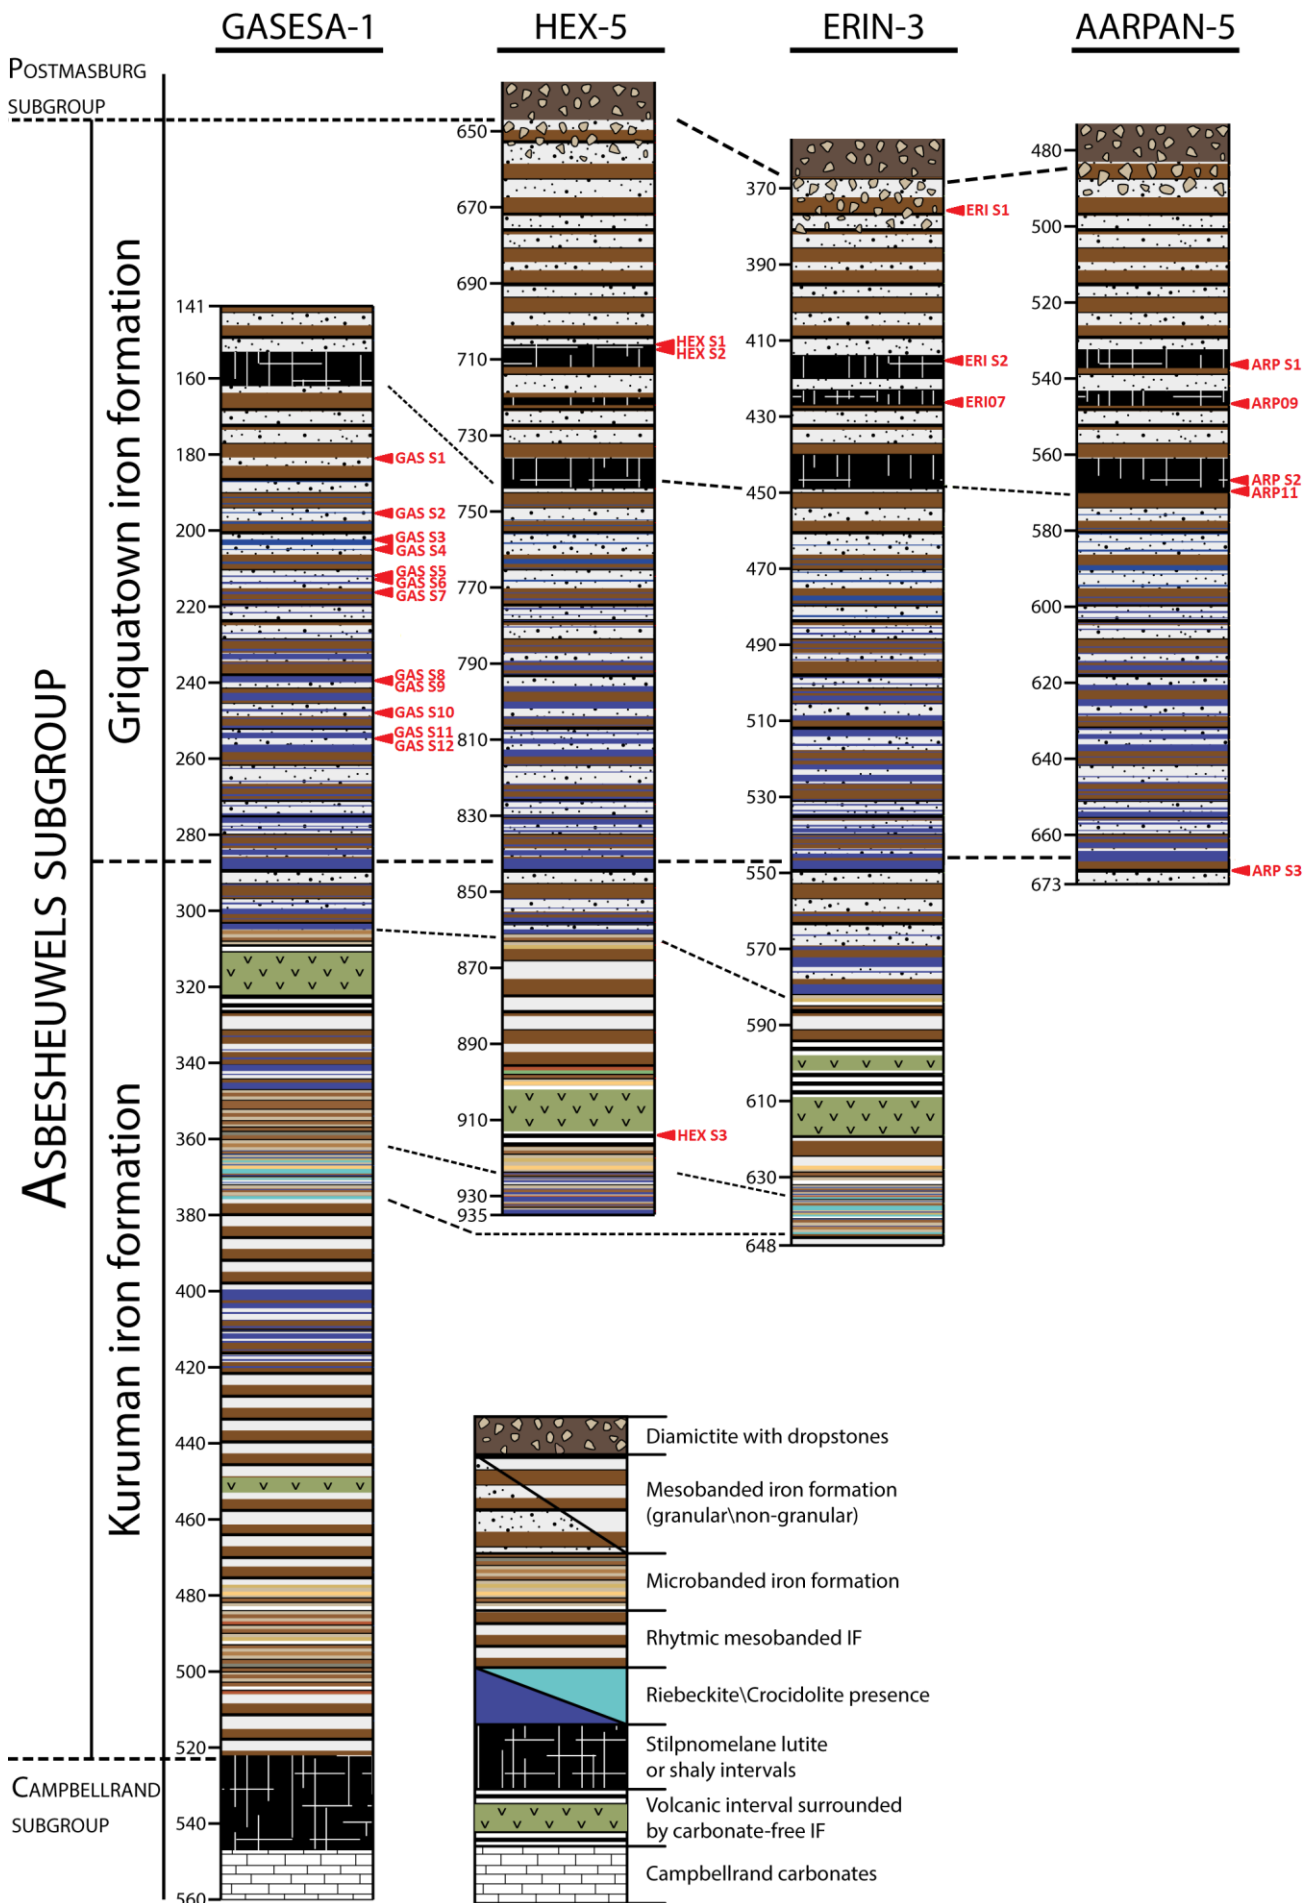 GASESA-1
HEX-5
ERIN-3
AARPAN-5
POSTMASBURG
SUBGROUP
ASBESHEUWELS SUBGROUP
Griquatown iron formation
Kuruman iron formation
CAMPBELLRAND
SUBGROUP
141
160
180
200
220
240
260
280
300
320
340
360
380
400
420
440
460
480
500
520
540
560
GAS S1
GAS S2
GAS S3
GAS S4
GAS S5
GAS S6
GAS S7
GAS S8
GAS S9
GAS S10
GAS S11
GAS S12
650
670
690
710
730
750
770
790
810
830
850
870
890
910
930
935
HEX S1
HEX S2
HEX S3
370
390
410
430
450
470
490
510
530
550
570
590
610
630
648
ERI S1
ERI S2
ERI07
480
500
520
540
560
580
600
620
640
660
673
ARP S1
ARP09
ARP S2
ARP11
ARP S3
Diamictite with dropstones
Mesobanded iron formation
(granular\non-granular)
Microbanded iron formation
Rhytmic mesobanded IF
Riebeckite\Crocidolite presence
Stilpnomelane lutite
or shaly intervals
Volcanic interval surrounded
by carbonate-free IF
Campbellrand carbonates